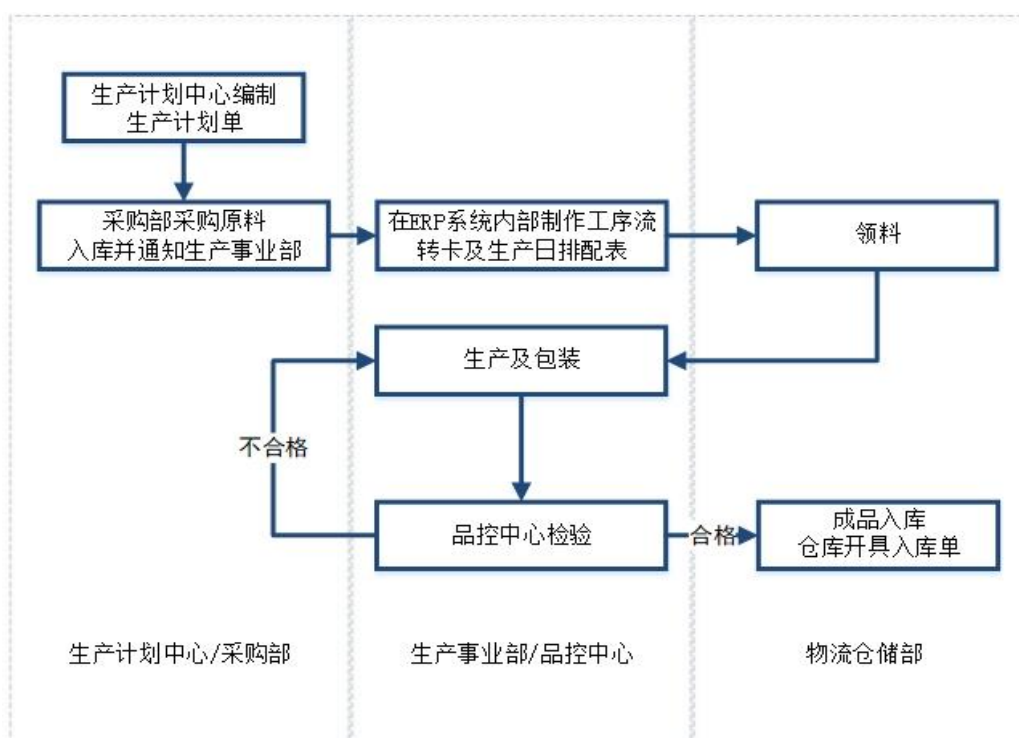 生产计划中心编制
生产计划单
采购部采购原料
入库并通知生产事业部
在ERP系统内部制作工序流
转卡及生产日排配表
领料
生产及包装
不合格
品控中心检验
合格
成品入库
仓库开具入库单
生产计划中心/采购部
生产事业部/品控中心
物流仓储部